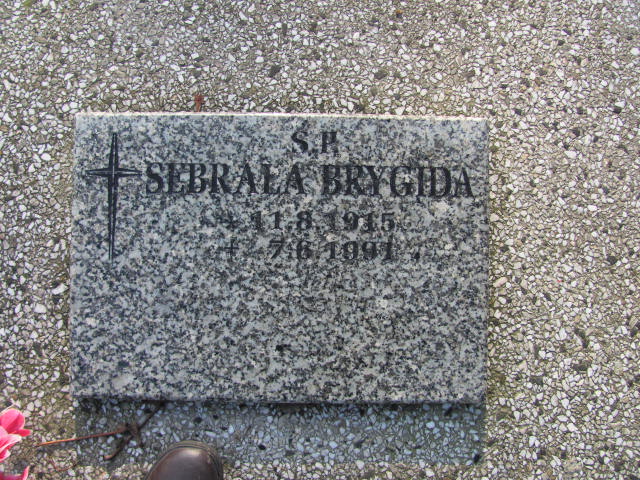 Ś.P.
SEBRAŁA BRYGIDA
* 11.8.1915
+ 7.6.1991